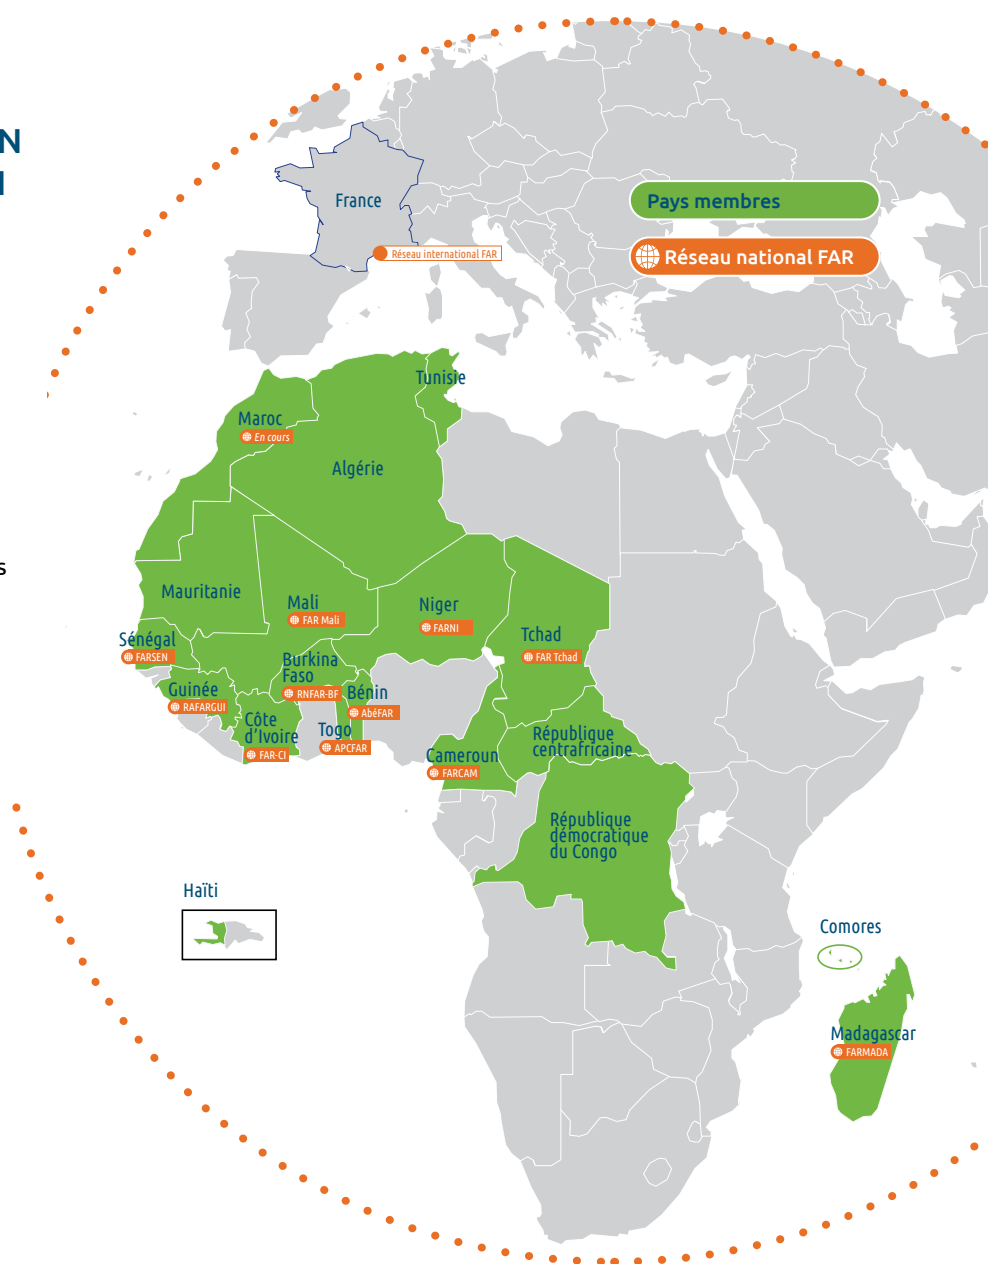 N
France
Pays membres
Réseau international FAR
Réseau national FAR
Tunisie
Maroc
En cours
Algérie
s
Mauritanie
Mali
FAR Mali
Niger
FARNI
Sénégal
FARSEN
Tchad
FAR Tchad
Burkina
Faso
RNFAR-BF
Guinée
RAFARGUI
Bénin
AbéFAR
Côte
d'Ivoire
FAR-CI
Togo
APCFAR
République
centrafricaine
Cameroun
FARCAM
République
démocratique
du Congo
Haïti
Comores
Madagascar
FARMADA